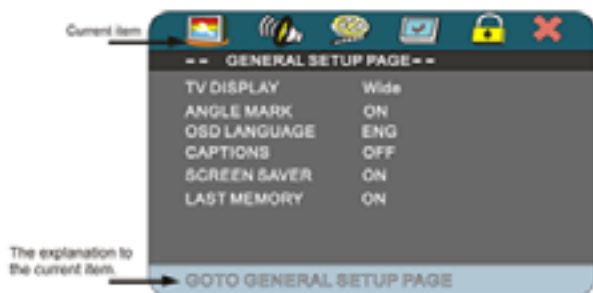 Current item
-- GENERAL SETUP PAGE--
TV DISPLAY Wide
ANGLE MARK ON
OSD LANGUAGE ENG
CAPTIONS OFF
SCREEN SAVER ON
LAST MEMORY ON
The explanation to
the current item.
GOTO GENERAL SETUP PAGE